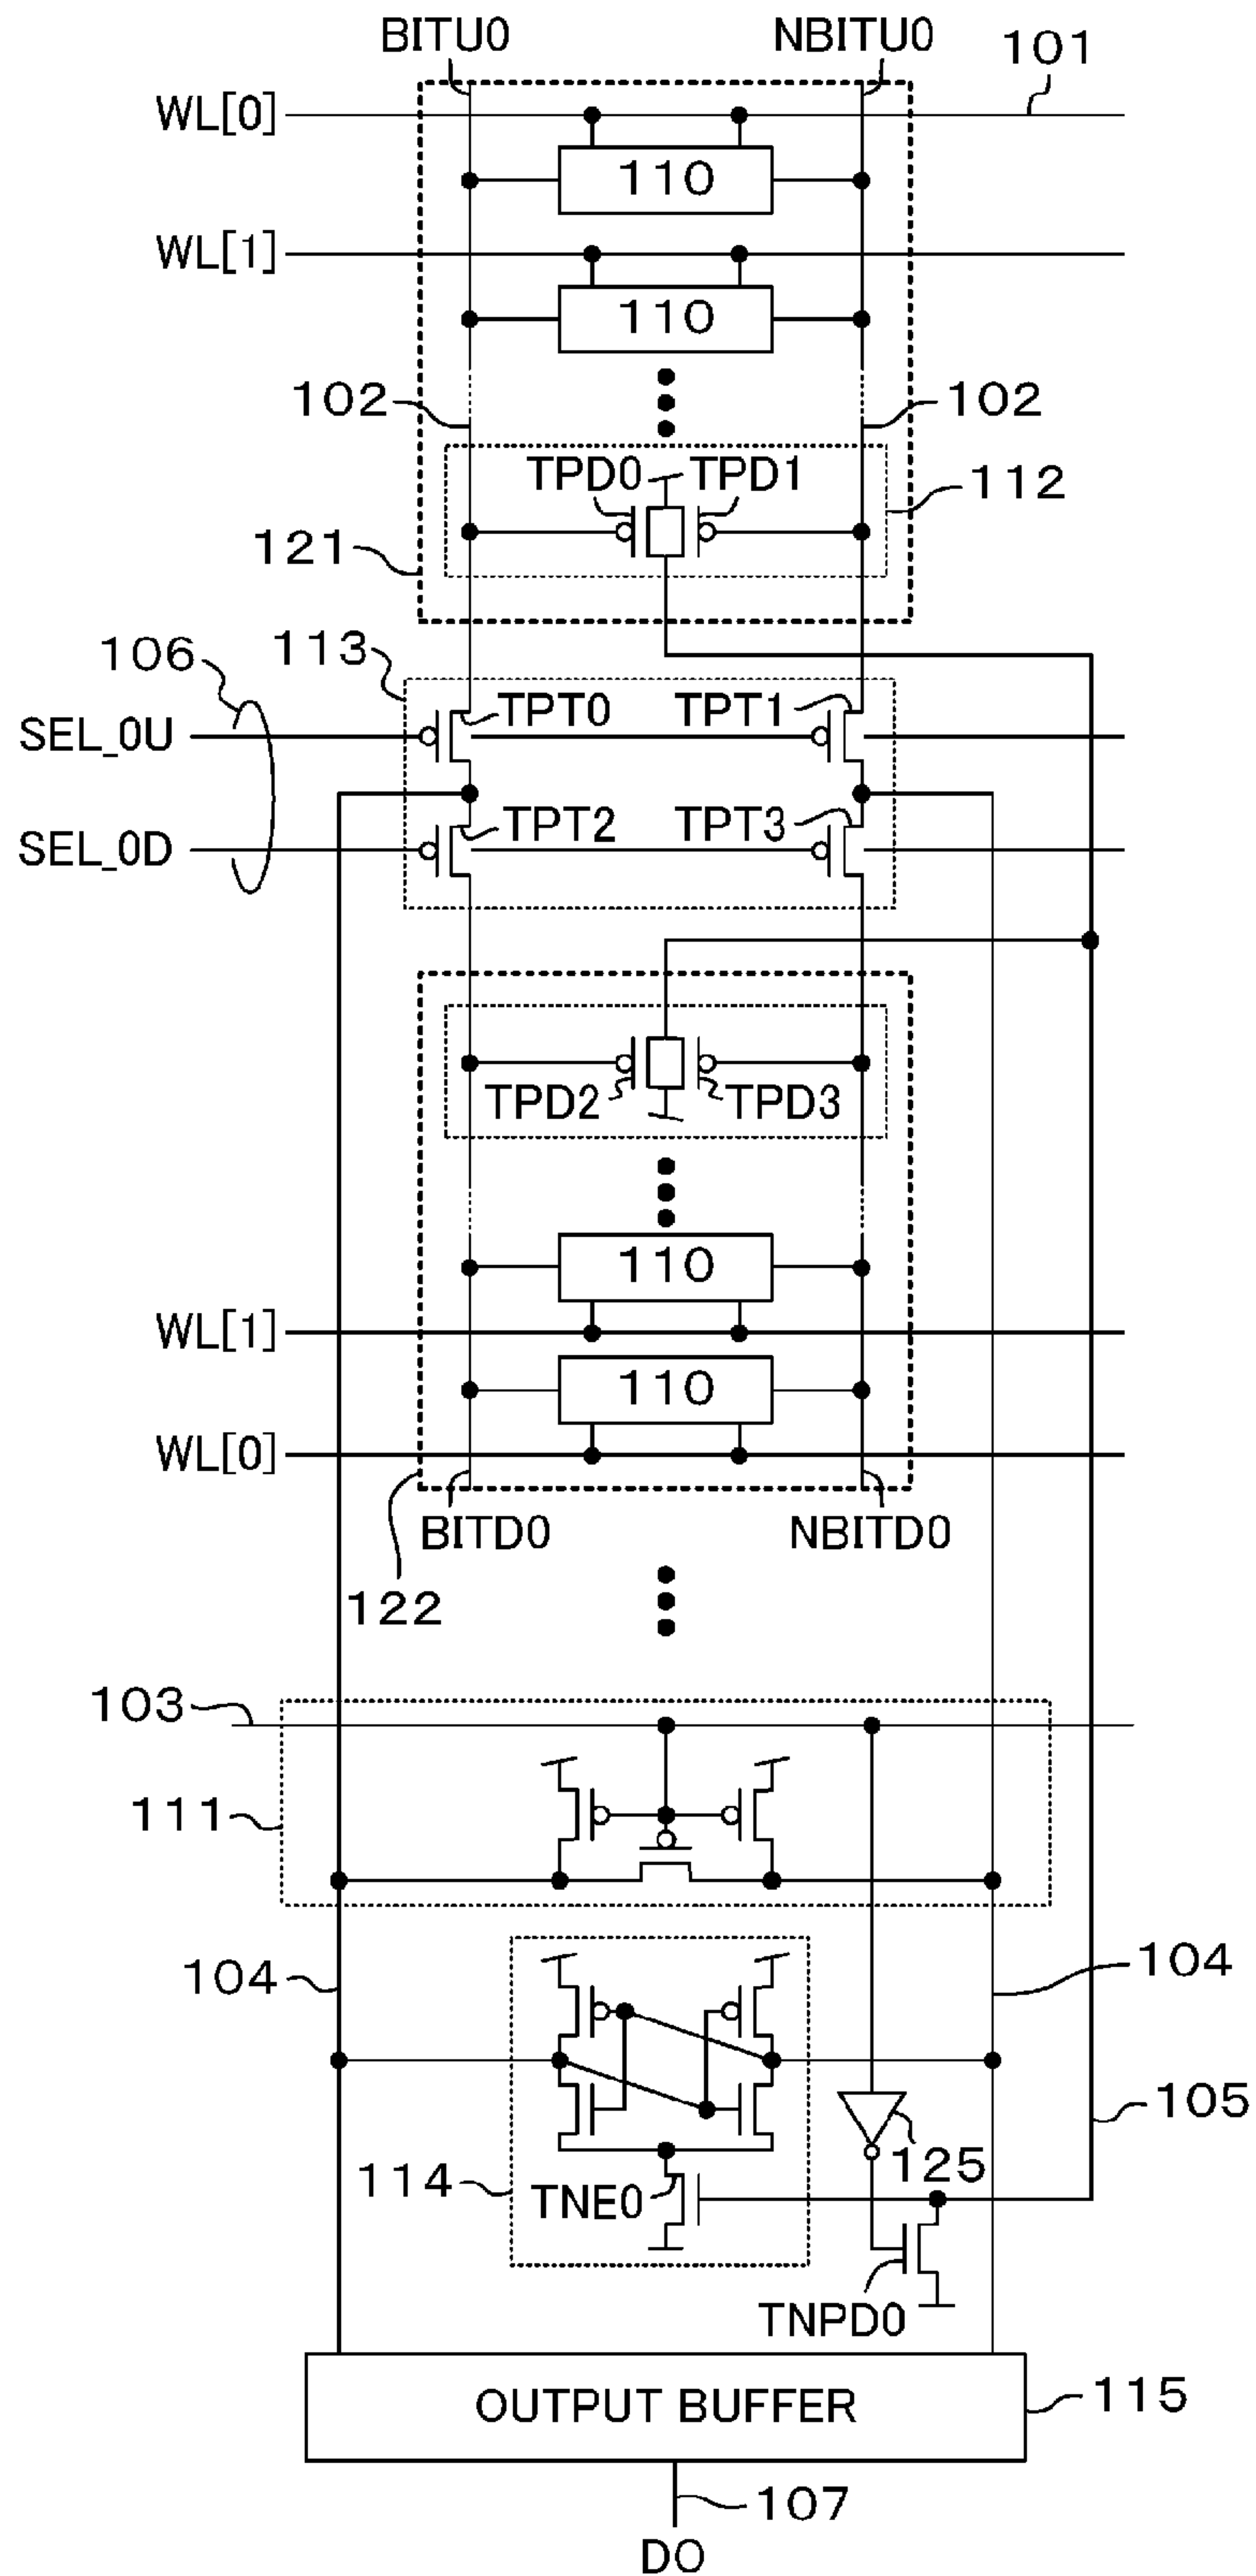 BITU0 NBITU0
101
WL[0]
110
WL[1]
110
102 102
TPD0 TPD1
112
121
106 113
TPT0 TPT1
SEL_0U
TPT2 TPT3
SEL_0D
TPD2 TPD3
110
WL[1]
110
WL[0]
BITD0 NBITD0
122
103
111
104 104
105
125
114 TNE0
TNPD0
OUTPUT BUFFER 115
107
DO